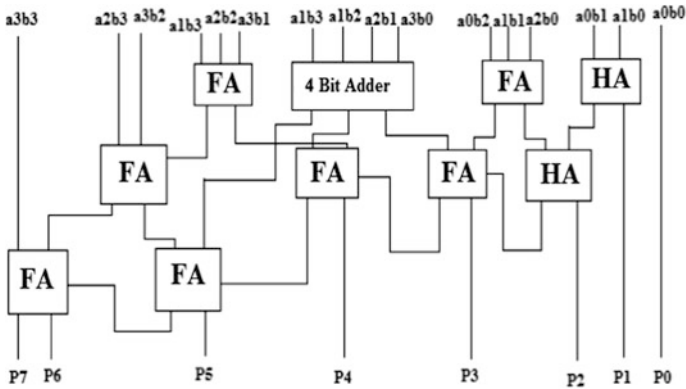 a3b3 a2b3 a3b2 a1b3 a2b2 a3b1 a1b3 a1b2 a2b1 a3b0 a0b2 a1b1 a2b0 a0b1 a1b0 a0b0
FA 4 Bit Adder FA HA
FA FA FA HA
FA FA
P7 P6 P5 P4 P3 P2 P1 P0